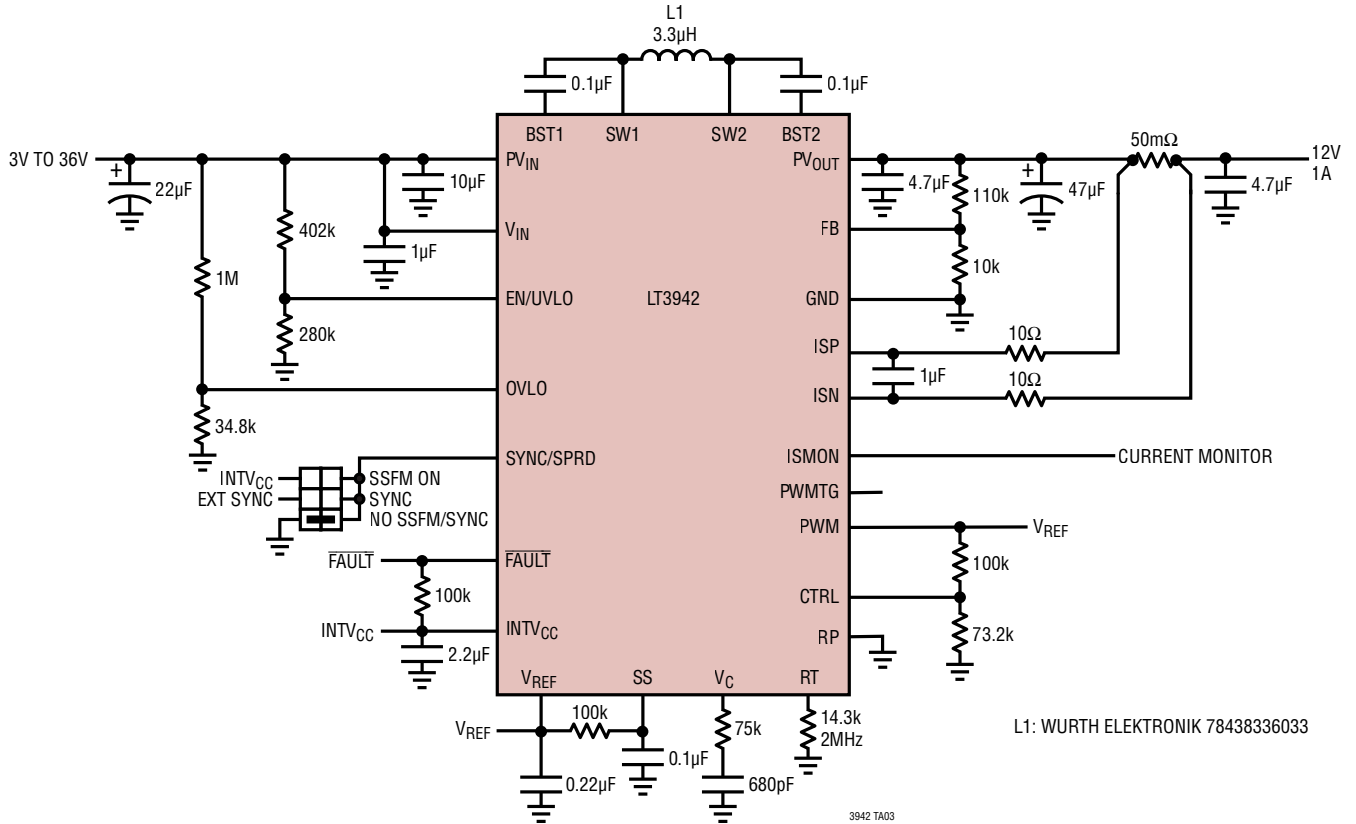 L1
3.3µH
0.1µF
0.1µF
BST1
SW1
SW2
BST2
3V TO 36V
PVIN
PVOUT
50mΩ
12V
1A
+
22µF
10µF
4.7µF
110k
+
47µF
4.7µF
402k
VIN
FB
1µF
10k
1M
EN/UVLO
LT3942
GND
280k
ISP
10Ω
1µF
10Ω
OVLO
ISN
34.8k
SYNC/SPRD
ISMON
CURRENT MONITOR
INTVCC
SSFM ON
EXT SYNC
SYNC
NO SSFM/SYNC
PWMTG
PWM
VREF
FAULT
FAULT
100k
100k
CTRL
INTVCC
INTVCC
RP
73.2k
2.2µF
VREF
SS
VC
RT
VREF
100k
75k
14.3k
2MHz
0.1µF
0.22µF
680pF
L1: WURTH ELEKTRONIK 78438336033
3942 TA03